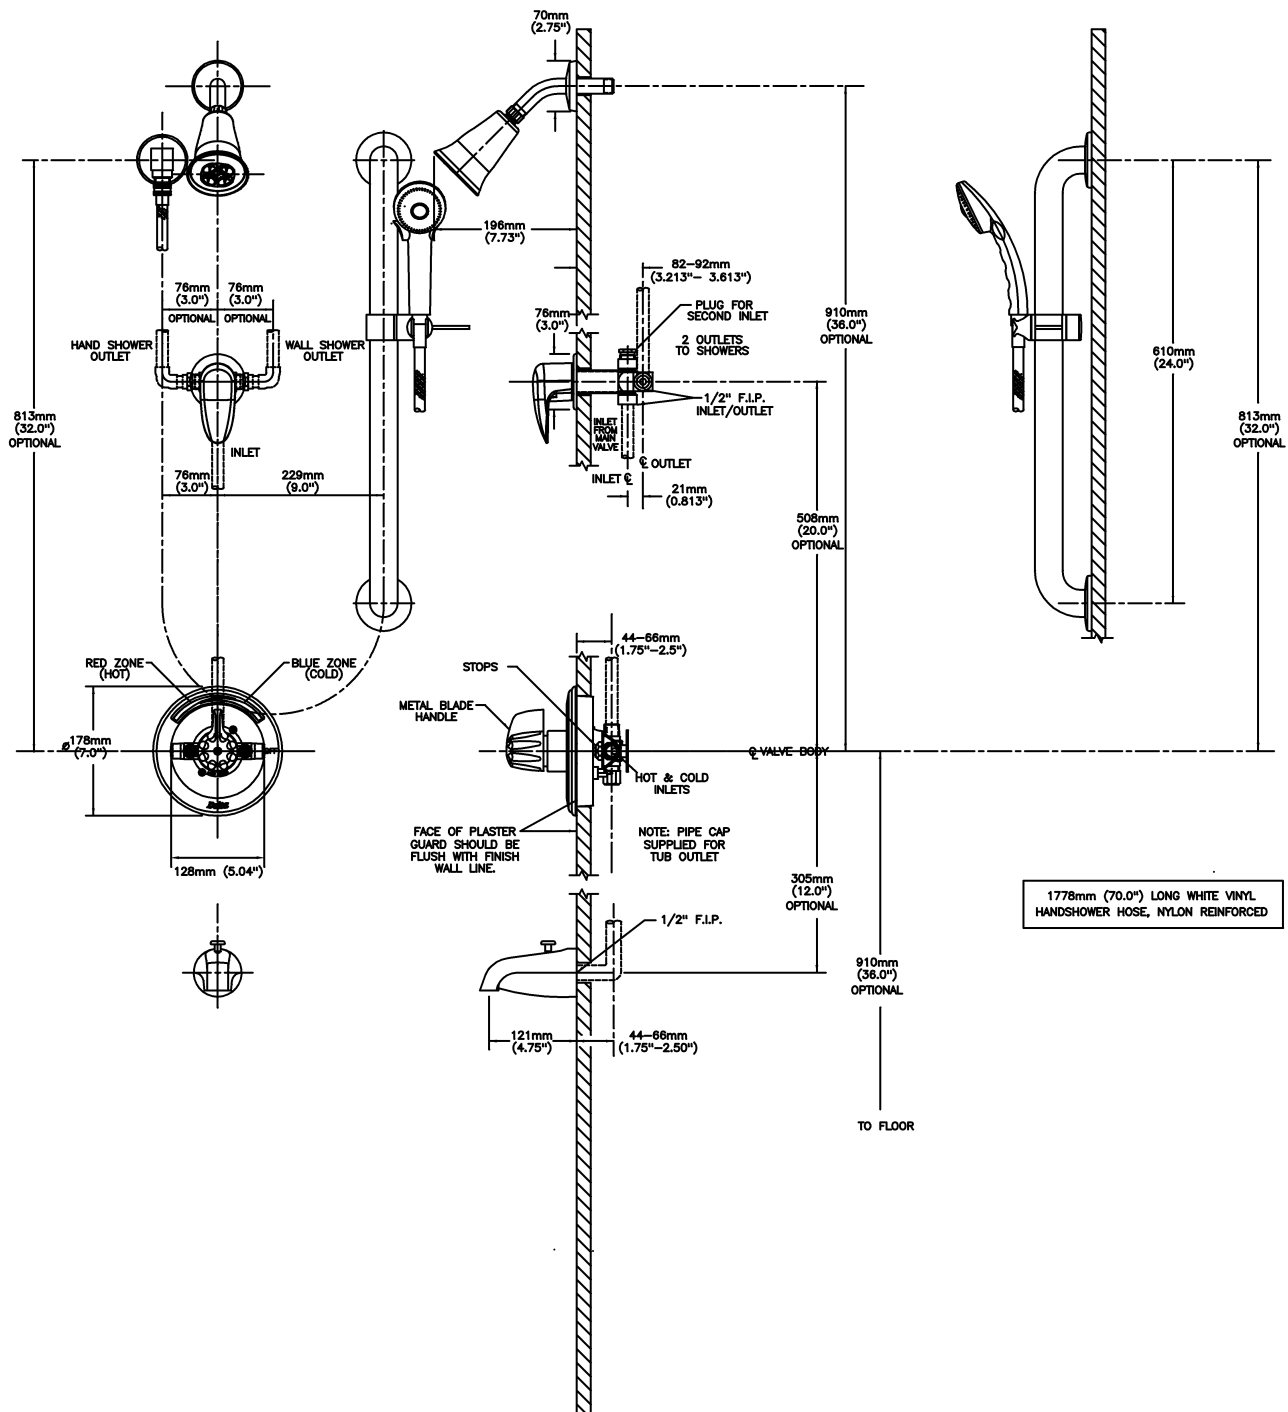 70mm
(2.75")
196mm
(7.73")
82-92mm
(3.213"- 3.613")
76mm
(3.0")
76mm
(3.0")
OPTIONAL
OPTIONAL
HAND SHOWER
OUTLET
WALL SHOWER
OUTLET
INLET
76mm
(3.0")
PLUG FOR
SECOND INLET
2 OUTLETS
TO SHOWERS
1/2" F.I.P.
INLET/OUTLET
INLET
FROM
MAIN
VALVE
℄ OUTLET
INLET ℄
21mm
(0.813")
910mm
(36.0")
OPTIONAL
610mm
(24.0")
813mm
(32.0")
OPTIONAL
813mm
(32.0")
OPTIONAL
76mm
(3.0")
229mm
(9.0")
508mm
(20.0")
OPTIONAL
44-66mm
(1.75"-2.5")
RED ZONE
(HOT)
BLUE ZONE
(COLD)
STOPS
METAL BLADE
HANDLE
ø178mm
(7.0")
OFF
Delta
128mm (5.04")
℄ VALVE BODY
HOT & COLD
INLETS
FACE OF PLASTER
GUARD SHOULD BE
FLUSH WITH FINISH
WALL LINE.
NOTE: PIPE CAP
SUPPLIED FOR
TUB OUTLET
305mm
(12.0")
OPTIONAL
1778mm (70.0") LONG WHITE VINYL
HANDSHOWER HOSE, NYLON REINFORCED
1/2" F.I.P.
910mm
(36.0")
OPTIONAL
121mm
(4.75")
44-66mm
(1.75"-2.50")
TO FLOOR